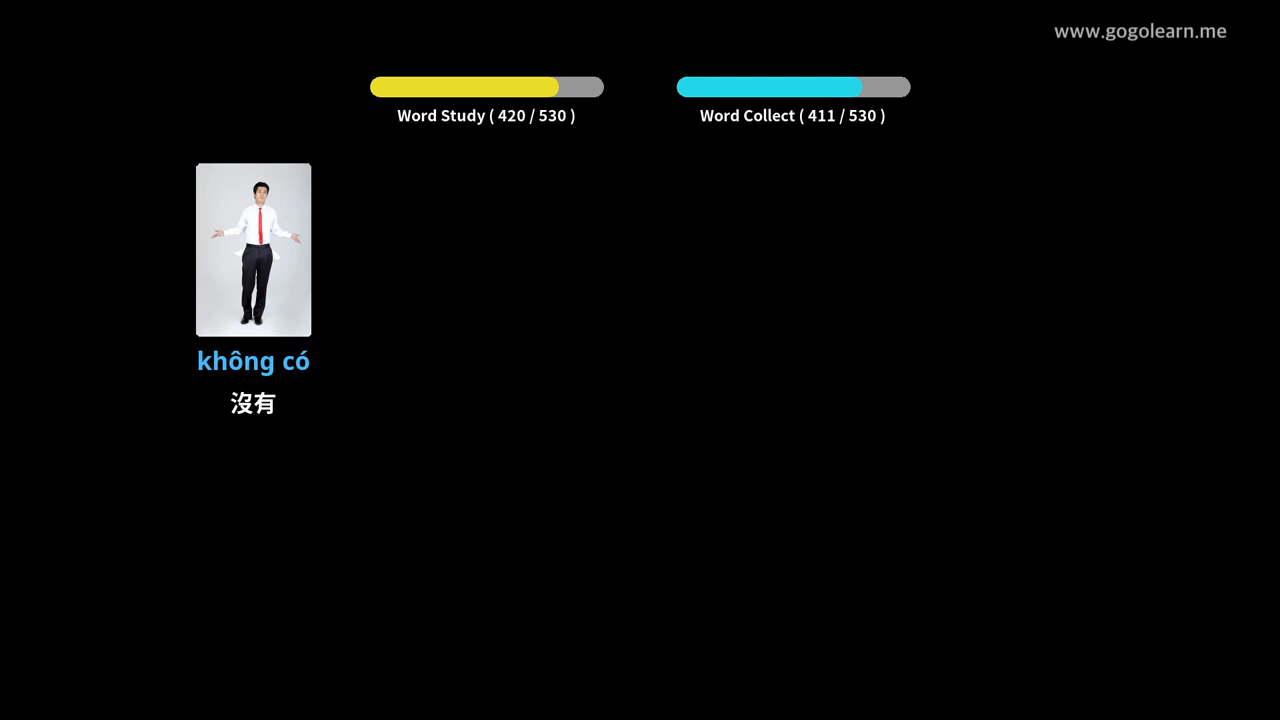 www.gogolearn.me
Word Study ( 420 / 530 )
Word Collect ( 411 / 530 )
không có
沒有